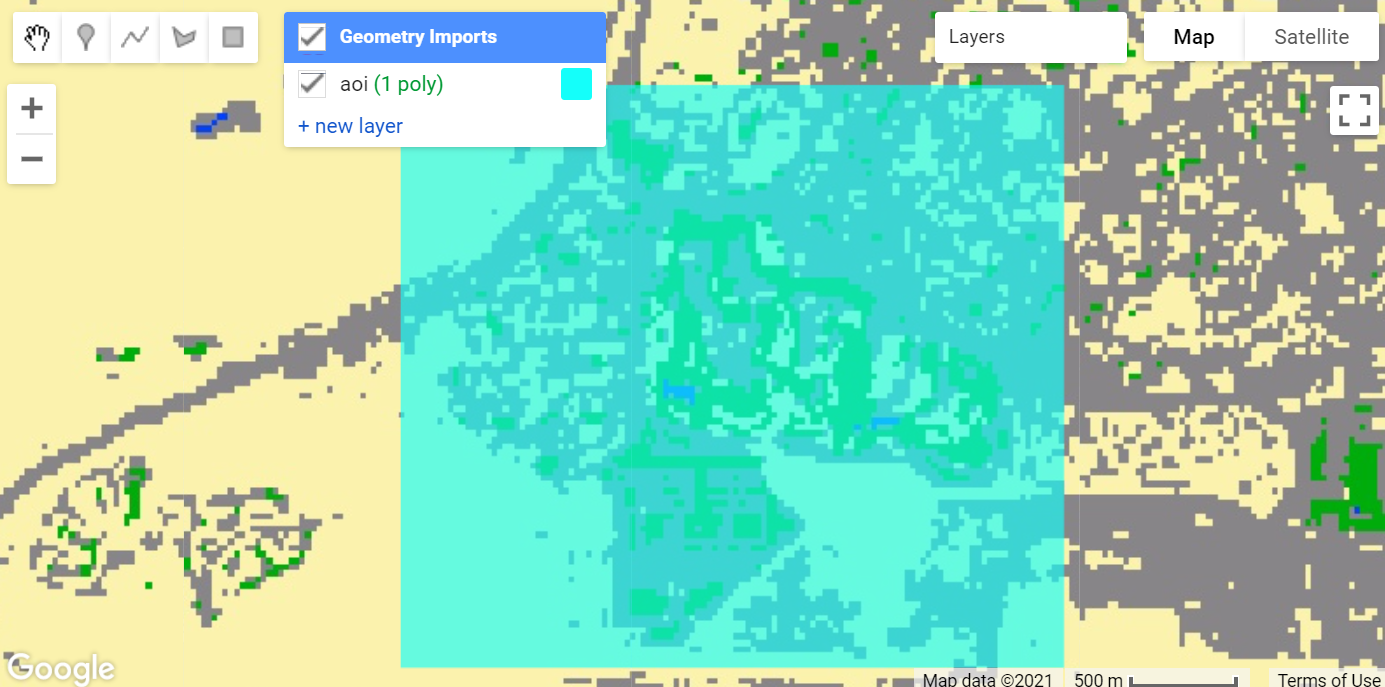 Geometry Imports
aoi (1 poly)
+ new layer
Layers
Map
Satellite
Google
Map data ©2021
500 m
Terms of Use